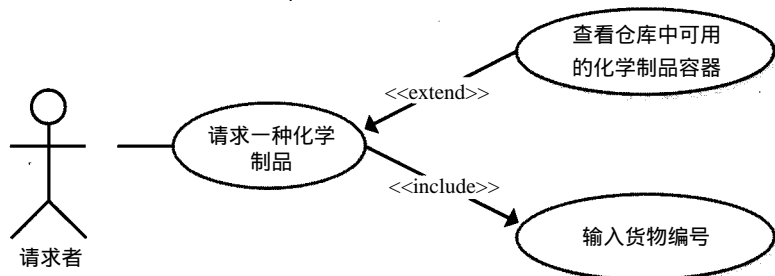 查看仓库中可用
的化学制品容器
<<extend>>
请求一种化学
制品
<<include>>
输入货物编号
请求者